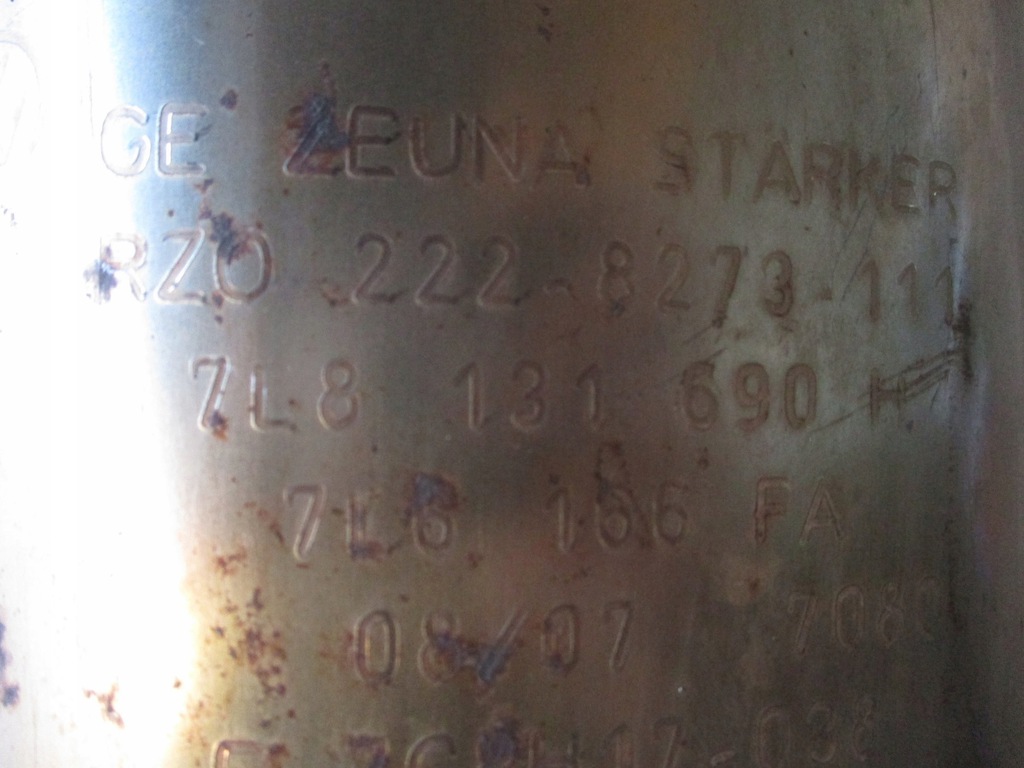 GE ZEUNA STARKER
RZO 222-8273-111
7L8 131 690 H
7L6 166 FA
08/07 7080